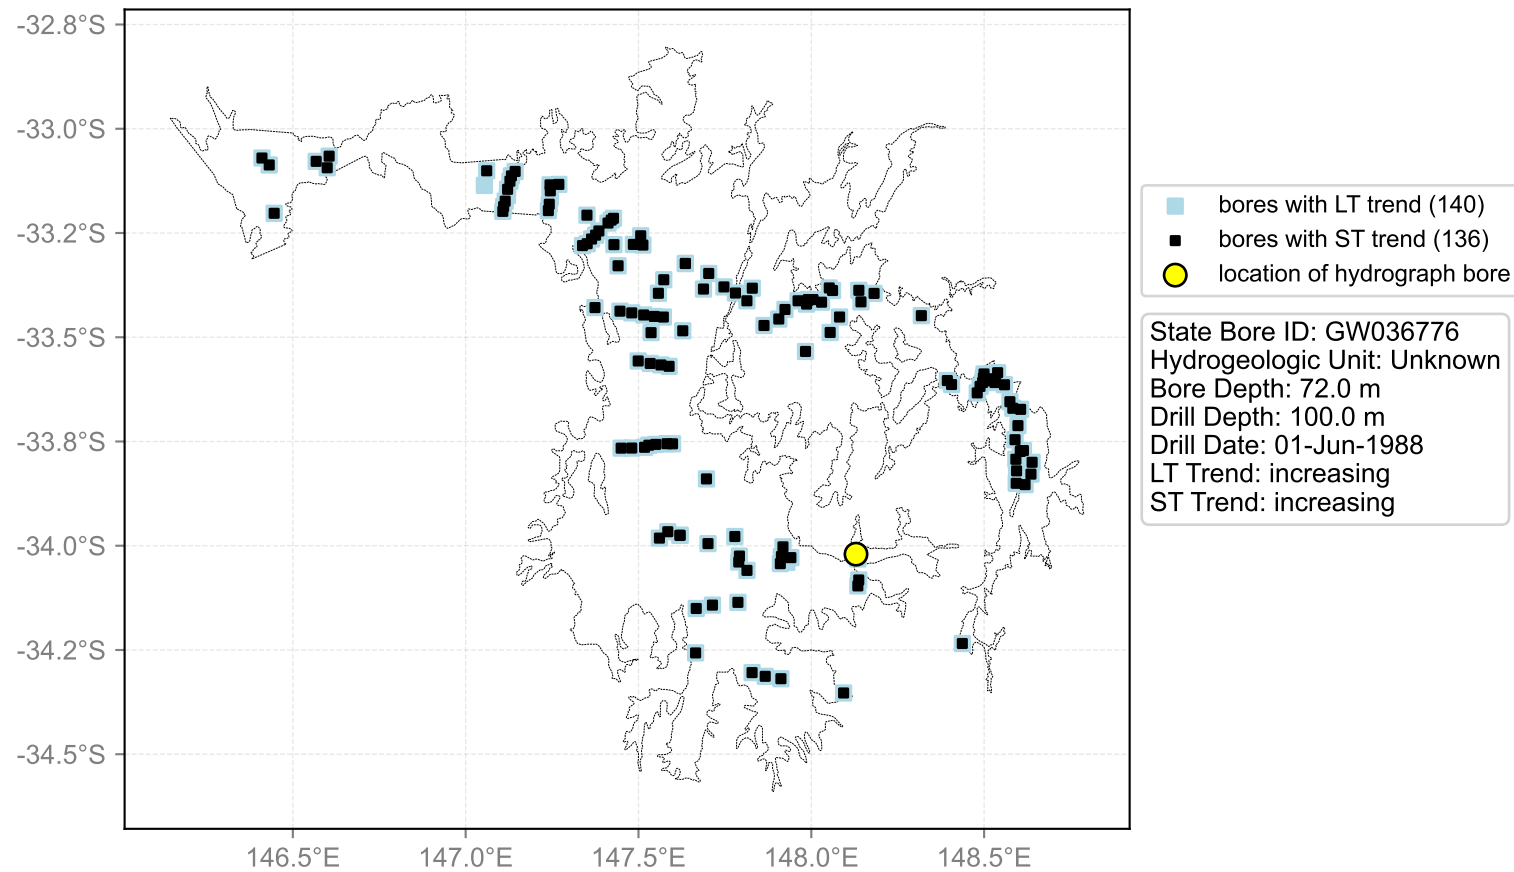 -32.8°S
-33.0°S
-33.2°S
-33.5°S
-33.8°S
-34.0°S
-34.2°S
-34.5°S
146.5°E
147.0°E
147.5°E
148.0°E
148.5°E
bores with LT trend (140)
bores with ST trend (136)
location of hydrograph bore
State Bore ID: GW036776
Hydrogeologic Unit: Unknown
Bore Depth: 72.0 m
Drill Depth: 100.0 m
Drill Date: 01-Jun-1988
LT Trend: increasing
ST Trend: increasing